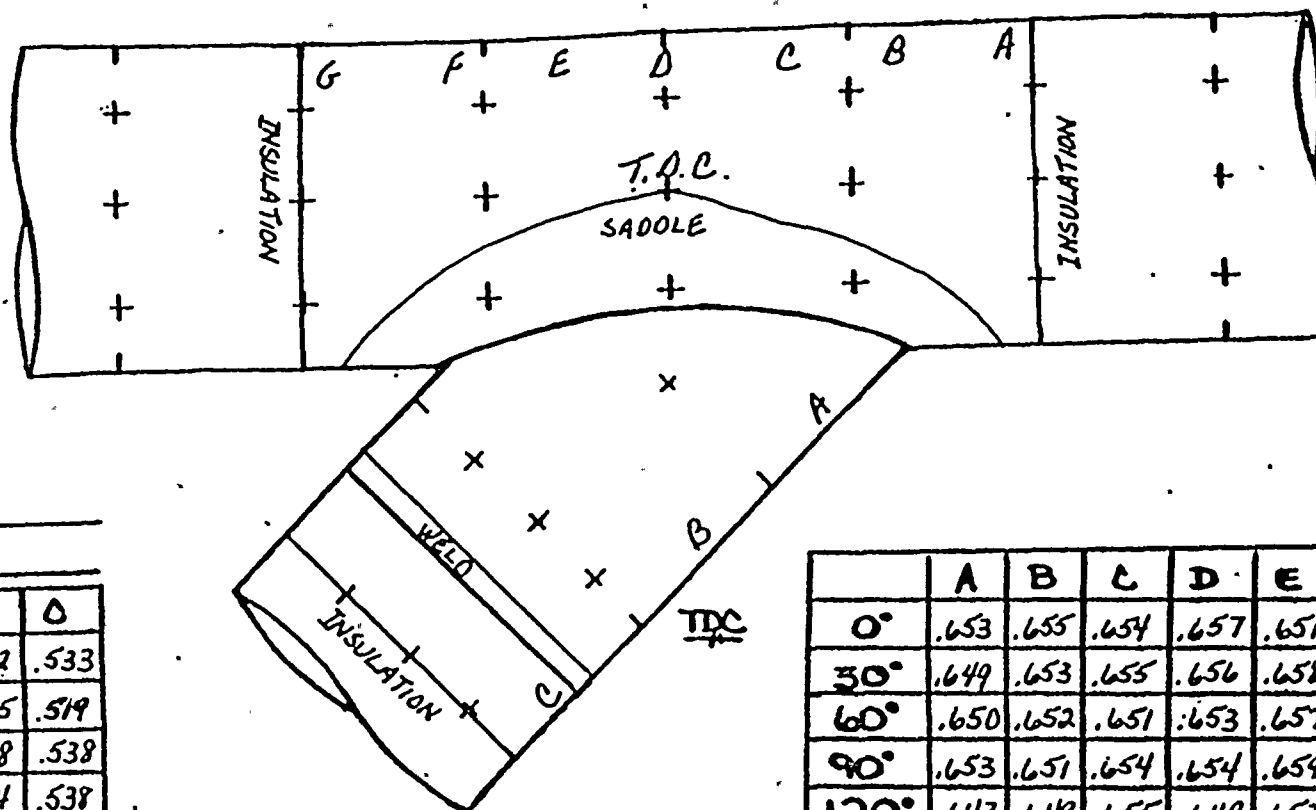 G F E D C B A
INSULATION
T.D.C.
SADDLE
INSULATION
A
B
WELD
INSULATION
C
TDC
D
.533
.519
.538
.538
A B C D E
0° .653 .655 .654 .657
30° .649 .653 .655 .656
60° .650 .652 .651 .653
90° .653 .651 .654 .654
120°